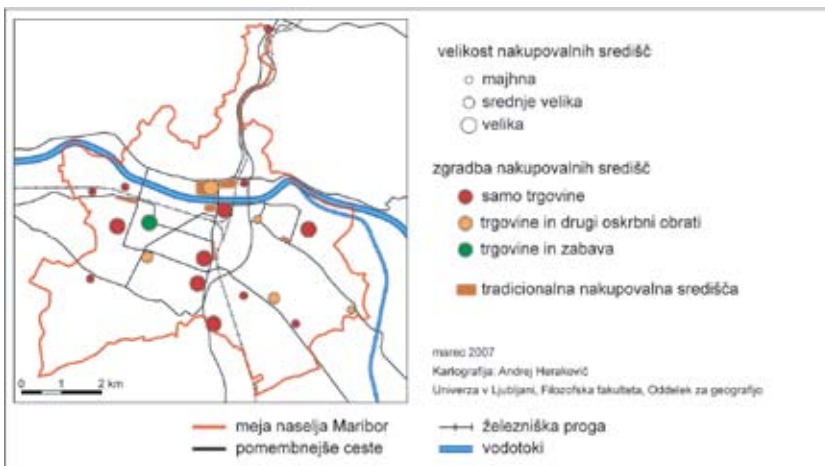 velikost nakupovalnih središč
majhna
srednje velika
velika
zgradba nakupovalnih središč
samo trgovine
trgovine in drugi oskrbni obrati
trgovine in zabava
tradicionalna nakupovalna središča
marec 2007
Kartografija: Andrej Herakovič
Univerza v Ljubljani, Filozofska fakulteta, Oddelek za geografijo
0 1 2 km
meja naselja Maribor
pomembnejše ceste
železniška proga
vodotoki